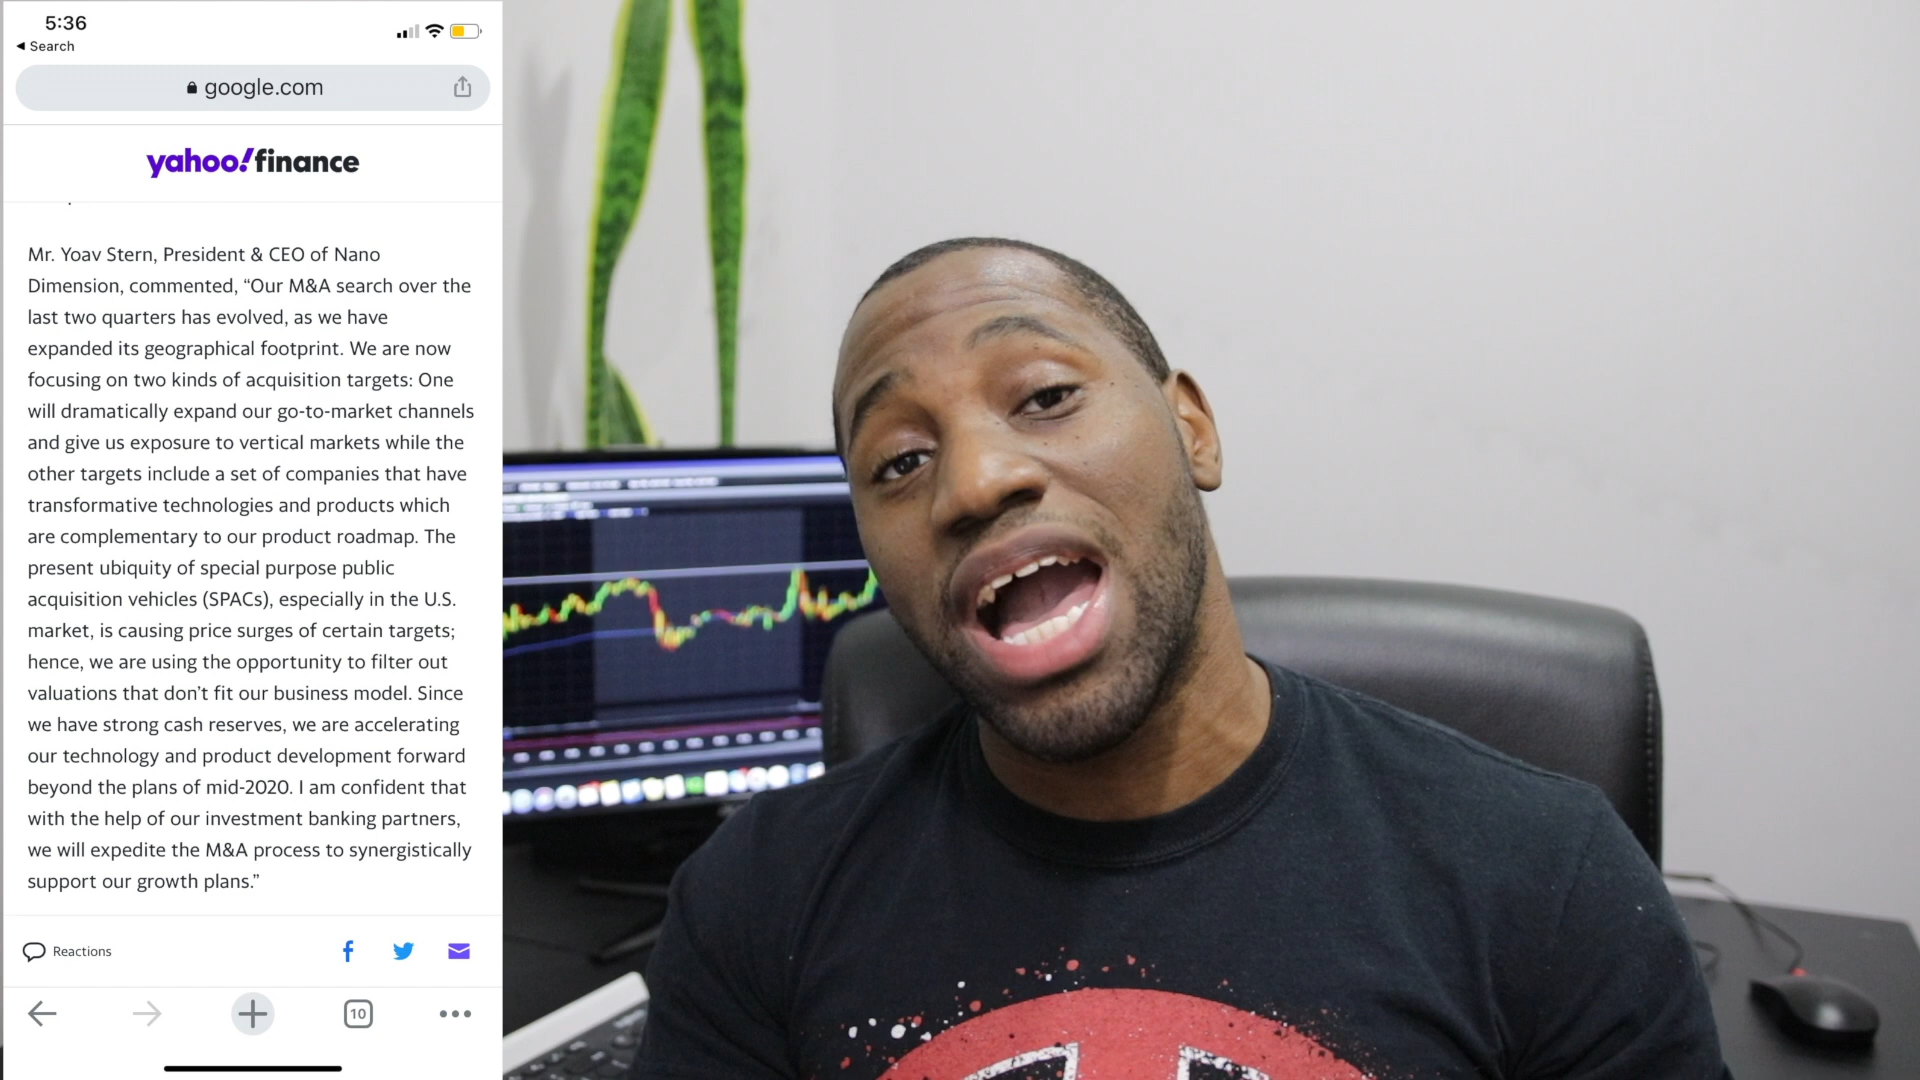 5:36
Search
google.com
yahoo!finance
Mr. Yoav Stern, President & CEO of Nano
Dimension, commented, “Our M&A search over the
last two quarters has evolved, as we have
expanded its geographical footprint. We are now
focusing on two kinds of acquisition targets: One
will dramatically expand our go-to-market channels
and give us exposure to vertical markets while the
other targets include a set of companies that have
transformative technologies and products which
are complementary to our product roadmap. The
present ubiquity of special purpose public
acquisition vehicles (SPACs), especially in the U.S.
market, is causing price surges of certain targets;
hence, we are using the opportunity to filter out
valuations that don’t fit our business model. Since
we have strong cash reserves, we are accelerating
our technology and product development forward
beyond the plans of mid-2020. I am confident that
with the help of our investment banking partners,
we will expedite the M&A process to synergistically
support our growth plans.”
Reactions
10